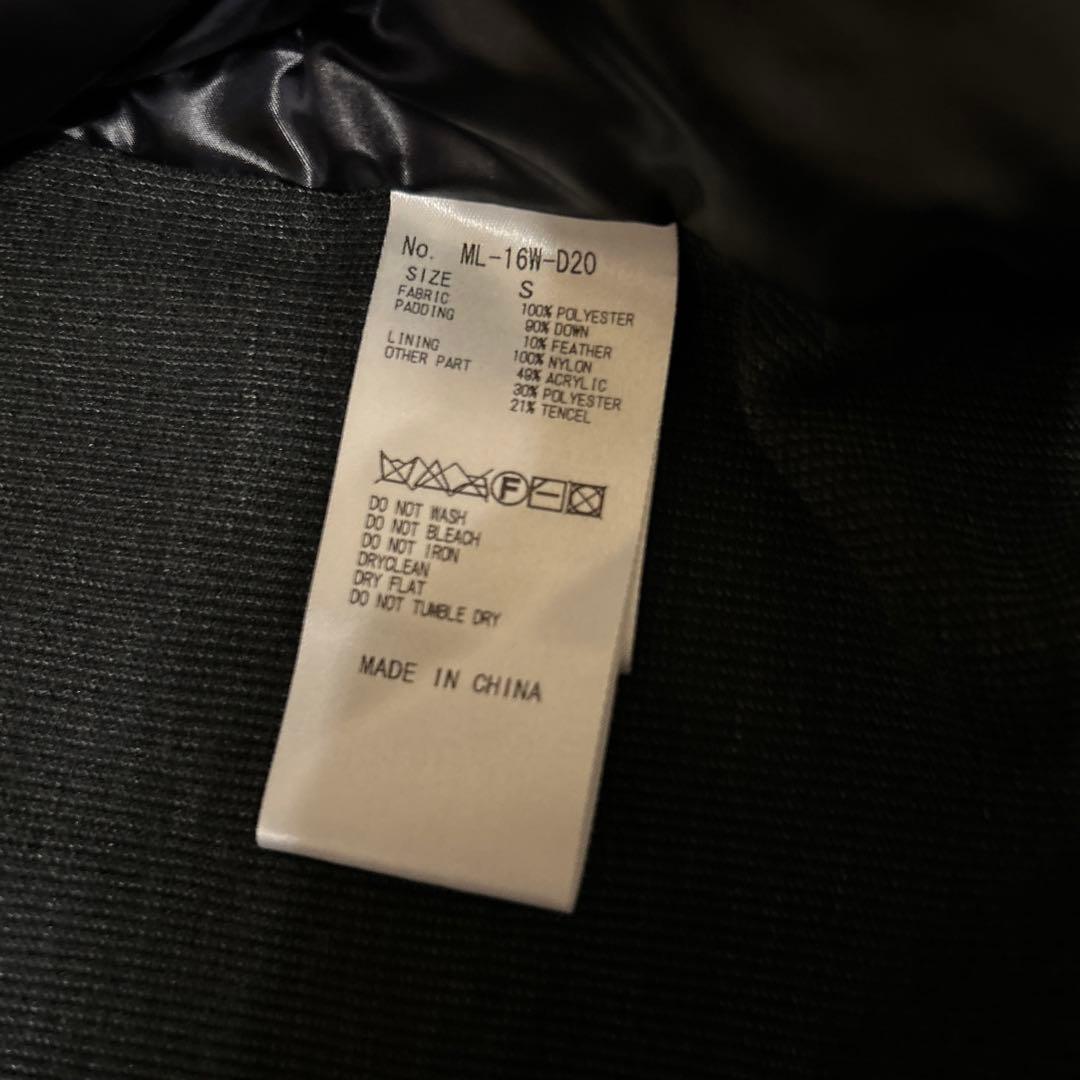 No. ML-16W-D20
SIZE S
FABRIC 100% POLYESTER
PADDING 90% DOWN
10% FEATHER
LINING 100% NYLON
OTHER PART 49% ACRYLIC
30% POLYESTER
21% TENCEL
F
DO NOT WASH
DO NOT BLEACH
DO NOT IRON
DRYCLEAN
DRY FLAT
DO NOT TUMBLE DRY
MADE IN CHINA